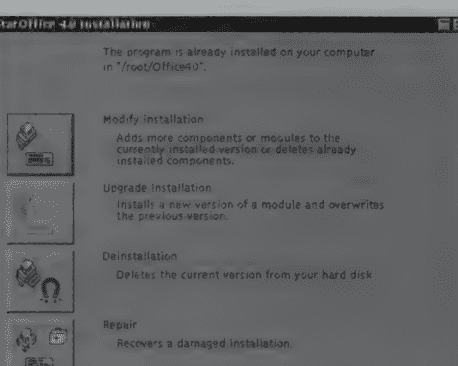 tarOffice 4.0 Installation
The program is already installed on your computer
in "/root/Office40".
Modify installation
Adds more components or modules to the
currently installed version or deletes already
installed components.
Upgrade Installation
Installs a new version of a module and overwrites
the previous version.
Deinstallation
Deletes the current version from your hard disk
Repair
Recovers a damaged installation.